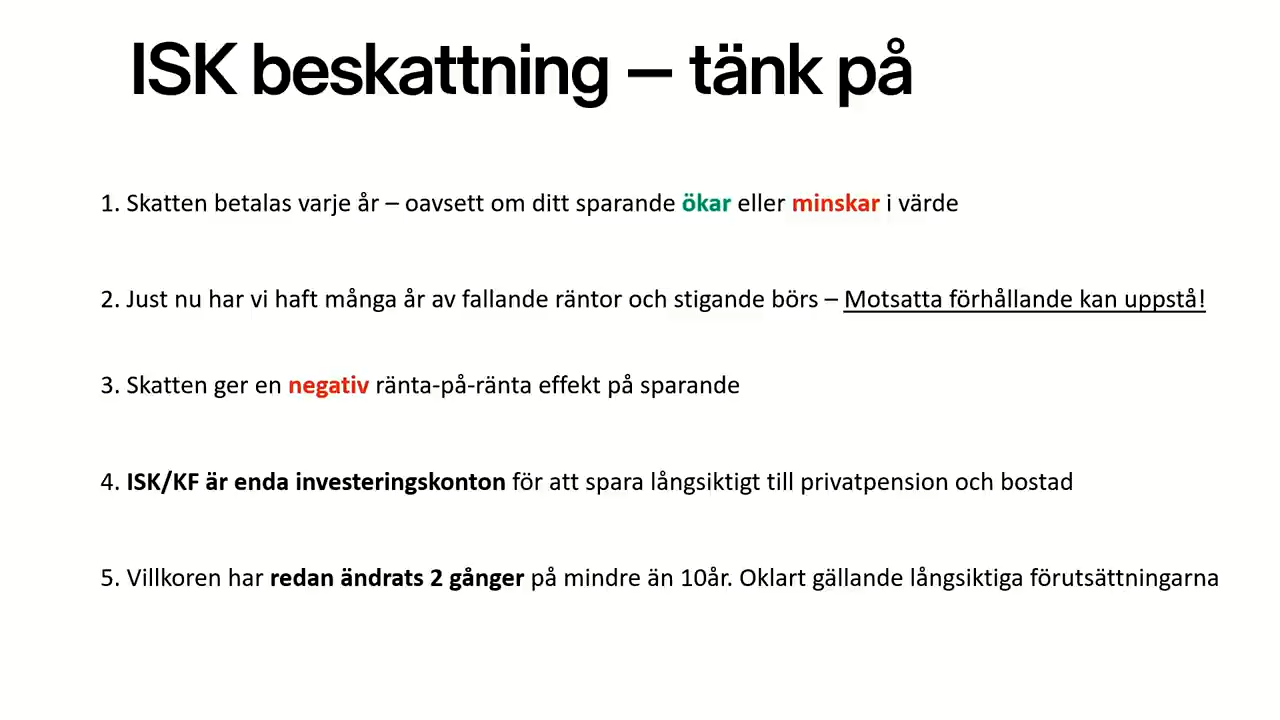 ISK beskattning – tänk på
1. Skatten betalas varje år – oavsett om ditt sparande ökar eller minskar i värde
2. Just nu har vi haft många år av fallande räntor och stigande börs – Motsatta förhållande kan uppstå!
3. Skatten ger en negativ ränta-på-ränta effekt på sparande
4. ISK/KF är enda investeringskonton för att spara långsiktigt till privatpension och bostad
5. Villkoren har redan ändrats 2 gånger på mindre än 10år. Oklart gällande långsiktiga förutsättningarna